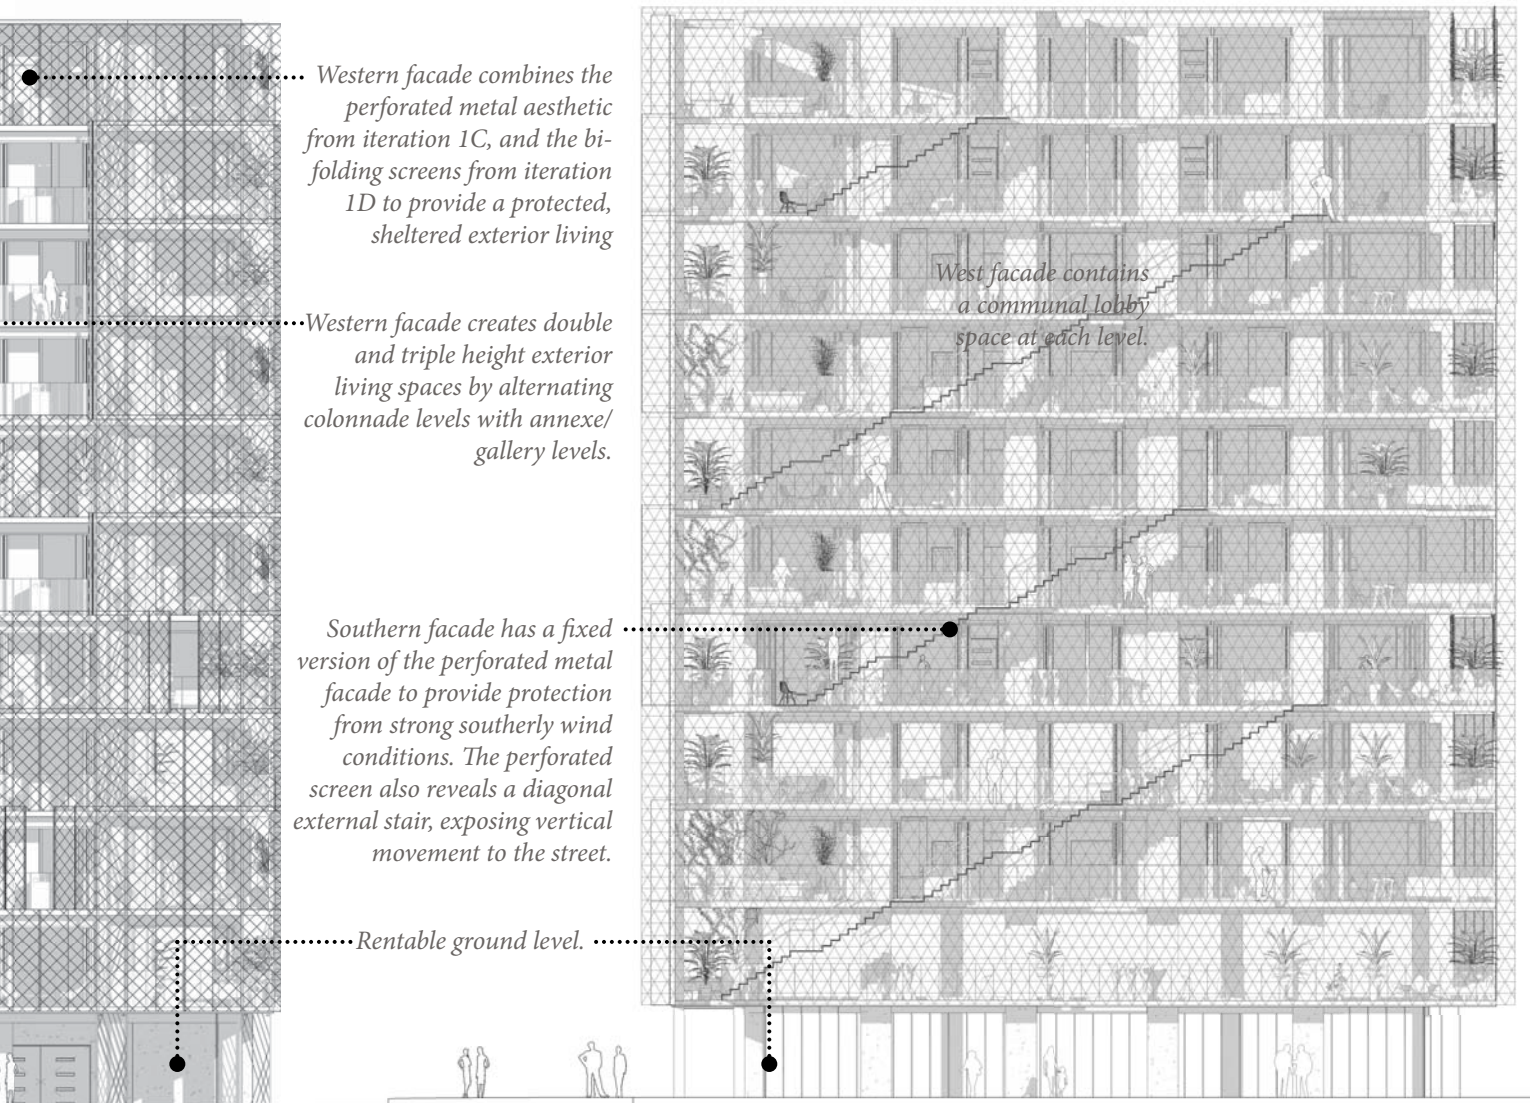 Western facade combines the
perforated metal aesthetic
from iteration 1C, and the bi-
folding screens from iteration
1D to provide a protected,
sheltered exterior living
West facade contains
a communal lobby
space at each level.
Western facade creates double
and triple height exterior
living spaces by alternating
colonnade levels with annexe/
gallery levels.
Southern facade has a fixed
version of the perforated metal
facade to provide protection
from strong southerly wind
conditions. The perforated
screen also reveals a diagonal
external stair, exposing vertical
movement to the street.
Rentable ground level.